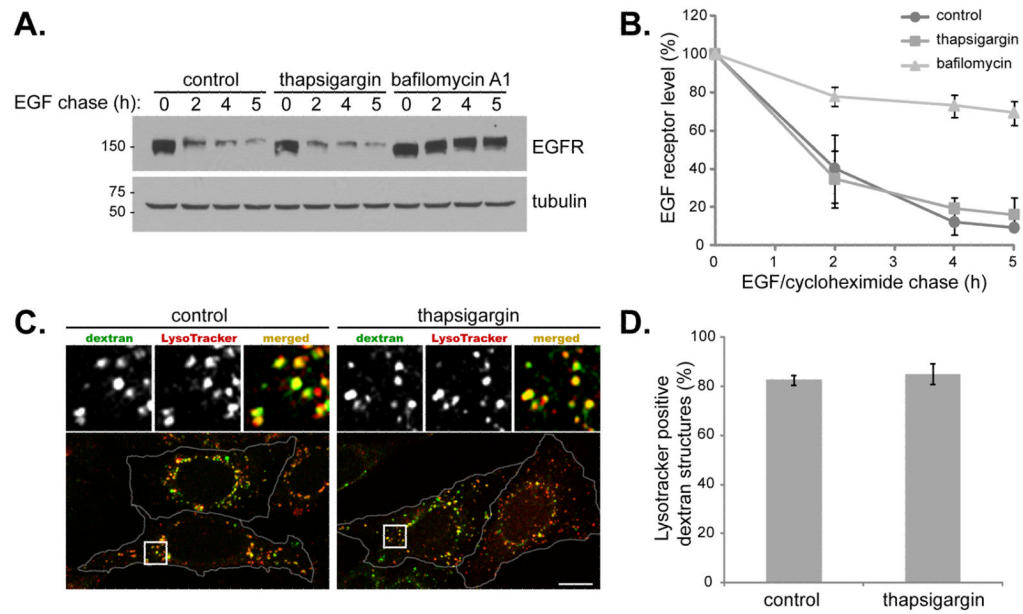 A.
control thapsigargin bafilomycin A1
EGF chase (h): 0 2 4 5 0 2 4 5 0 2 4 5
150 EGFR
75
50
tubulin
B.
control
thapsigargin
bafilomycin
EGF receptor level (%)
120
100
80
60
40
20
0
0 1 2 3 4 5
EGF/cycloheximide chase (h)
C.
control thapsigargin
dextran LysoTracker merged dextran LysoTracker merged
D.
Lysotracker positive
dextran structures (%)
100
80
60
40
20
0
control thapsigargin